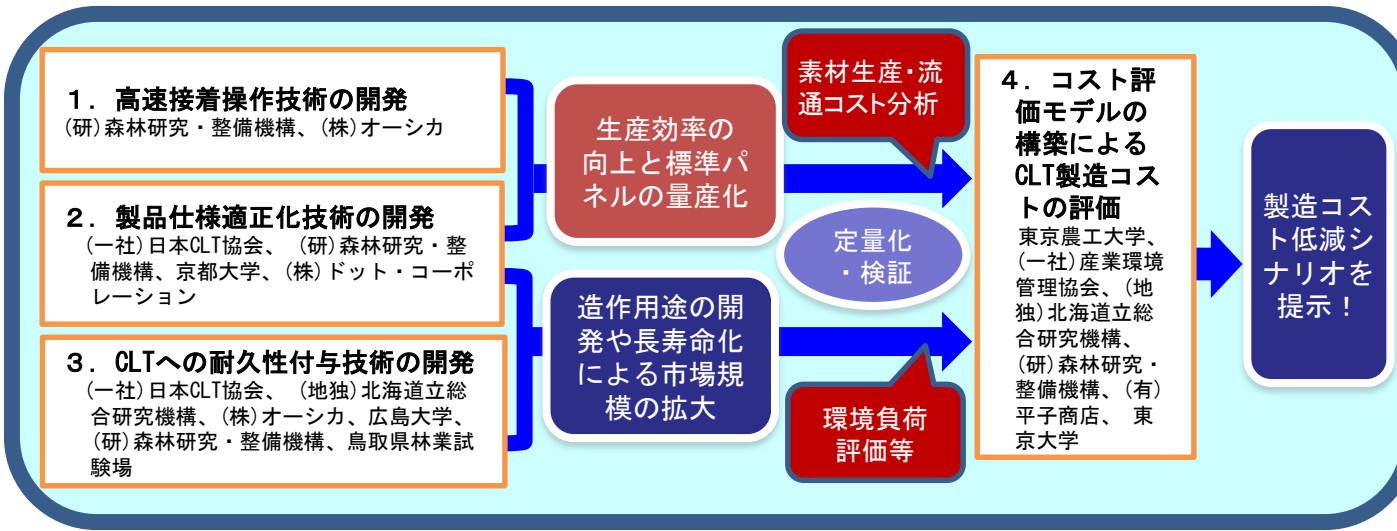 １．高速接着操作技術の開発
(研)森林研究・整備機構、(株)オーシカ
２．製品仕様適正化技術の開発
(一社)日本CLT協会、 (研)森林研究・整
備機構、京都大学、(株)ドット・コーポ
レーション
３．CLTへの耐久性付与技術の開発
(一社)日本CLT協会、 (地独)北海道立総
合研究機構、(株)オーシカ、広島大学、
(研)森林研究・整備機構、鳥取県林業試
験場
生産効率の
向上と標準パ
ネルの量産化
造作用途の開
発や長寿命化
による市場規
模の拡大
素材生産・流
通コスト分析
定量化
・検証
環境負荷
評価等
４．コスト評
価モデルの
構築による
CLT製造コス
トの評価
東京農工大学、
(一社)産業環境
管理協会、(地
独)北海道立総
合研究機構、
(研)森林研究・
整備機構、(有)
平子商店、 東
京大学
製造コス
ト低減シ
ナリオを
提示！